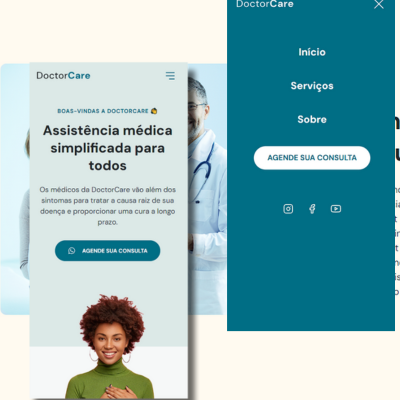 DoctorCare
BOAS-VINDAS A DOCTORCARE
Assistência médica
simplificada para
todos
Os médicos da DoctorCare vão além dos
sintomas para tratar a causa raiz de sua
doença e proporcionar uma cura a longo
prazo.
AGENDE SUA CONSULTA
DoctorCare
Início
Serviços
Sobre
AGENDE SUA CONSULTA